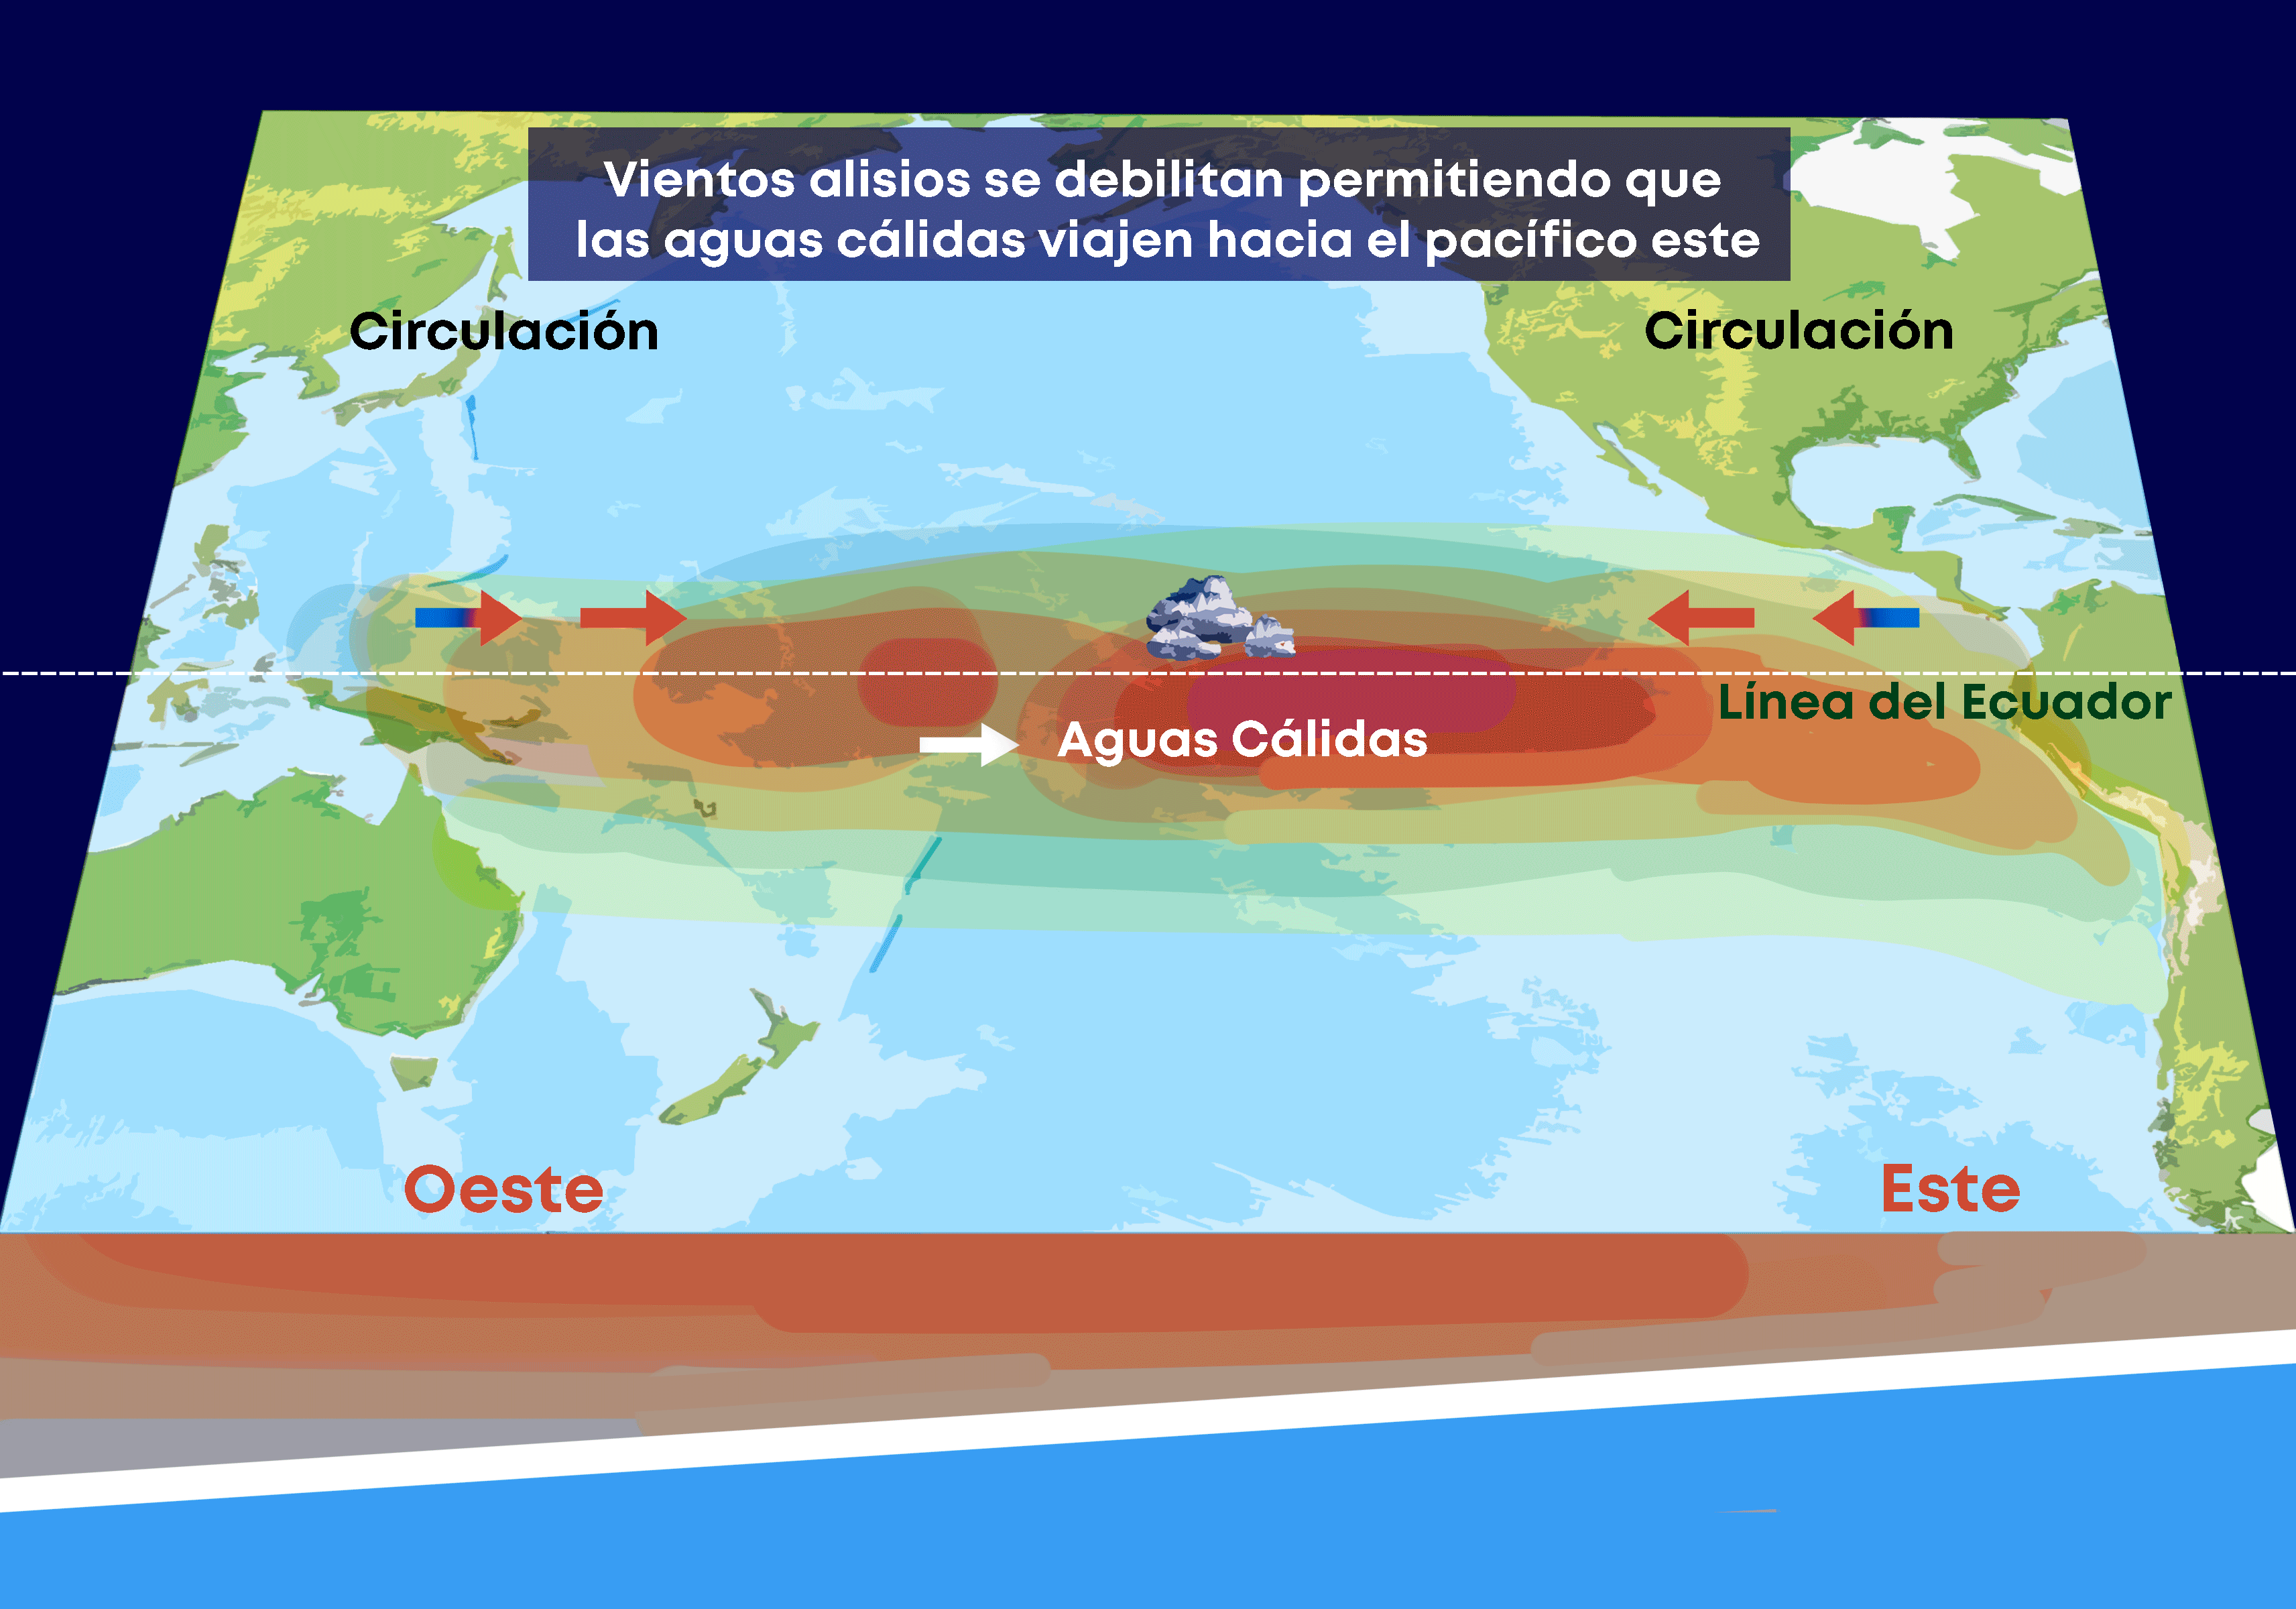 Vientos alisios se debilitan permitiendo que
las aguas cálidas viajen hacia el pacífico este
Circulación
Circulación
Línea del Ecuador
Aguas Cálidas
Oeste
Este